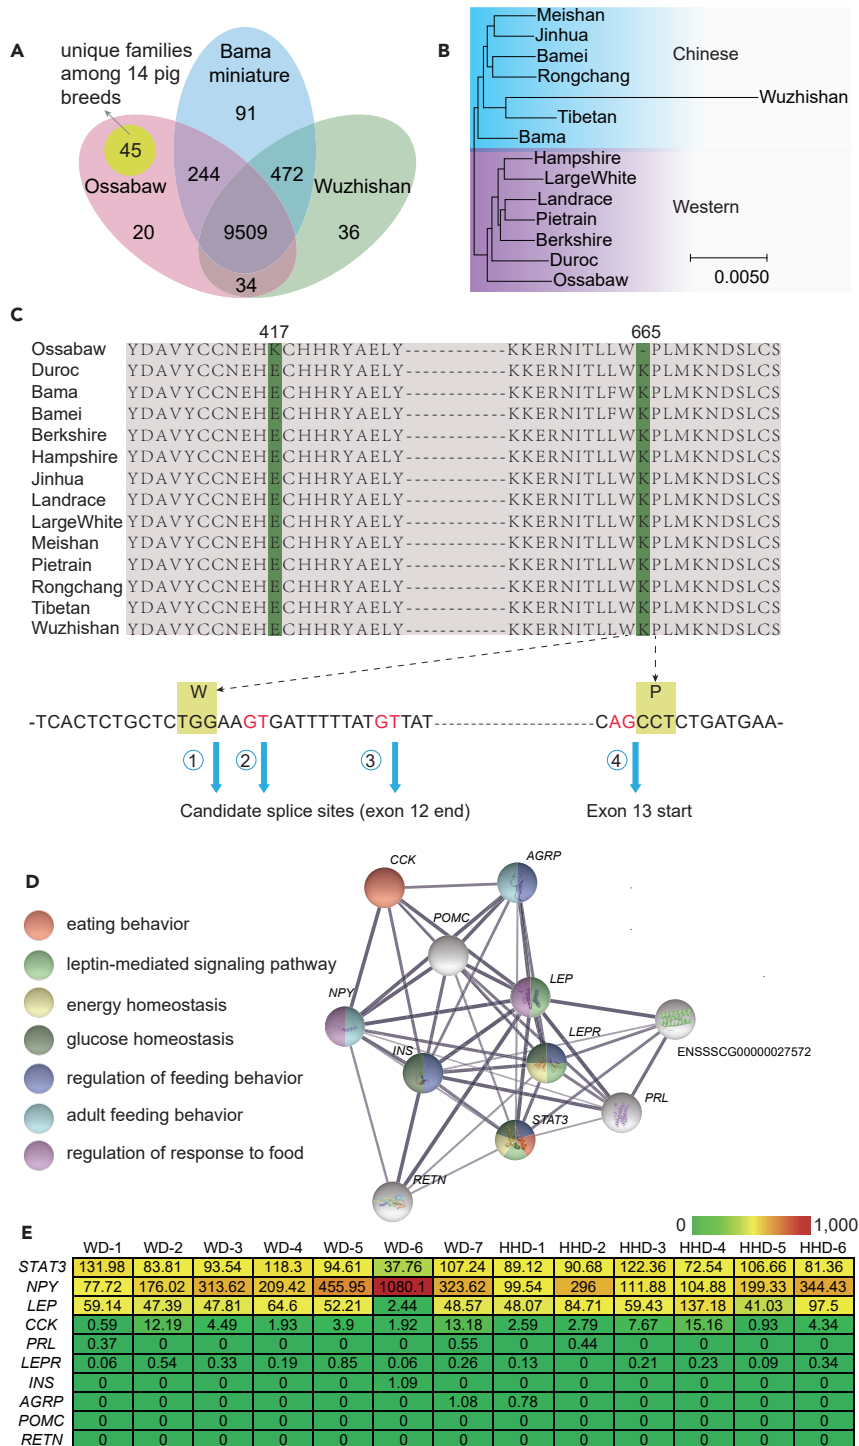 A
unique families
among 14 pig
breeds
Bama
miniature
91
45
244
472
Ossabaw
Wuzhishan
20
9509
36
34
B
Meishan
Jinhua
Bamei
Chinese
Rongchang
Wuzhishan
Tibetan
Bama
Hampshire
LargeWhite
Landrace
Western
Pietrain
Berkshire
Duroc
0.0050
Ossabaw
C
417 665
Ossabaw YDAVYCCNEHKCHHRYAELY------------KKERNITLLW-PLMKNDSLCS
Duroc YDAVYCCNEHECHHRYAELY------------KKERNITLLWKPLMKNDSLCS
Bama YDAVYCCNEHECHHRYAELY------------KKERNITLFWKPLMKNDSLCS
Bamei YDAVYCCNEHECHHRYAELY------------KKERNITLFWKPLMKNDSLCS
Berkshire YDAVYCCNEHECHHRYAELY------------KKERNITLLWKPLMKNDSLCS
Hampshire YDAVYCCNEHECHHRYAELY------------KKERNITLLWKPLMKNDSLCS
Jinhua YDAVYCCNEHECHHRYAELY------------KKERNITLLWKPLMKNDSLCS
Landrace YDAVYCCNEHECHHRYAELY------------KKERNITLLWKPLMKNDSLCS
LargeWhite YDAVYCCNEHECHHRYAELY------------KKERNITLLWKPLMKNDSLCS
Meishan YDAVYCCNEHECHHRYAELY------------KKERNITLLWKPLMKNDSLCS
Pietrain YDAVYCCNEHECHHRYAELY------------KKERNITLLWKPLMKNDSLCS
Rongchang YDAVYCCNEHECHHRYAELY------------KKERNITLLWKPLMKNDSLCS
Tibetan YDAVYCCNEHECHHRYAELY------------KKERNITLLWKPLMKNDSLCS
Wuzhishan YDAVYCCNEHECHHRYAELY------------KKERNITLLWKPLMKNDSLCS
W P
-TCACTCTGCTCTGGAAGTGATTTTTATGTTAT--------------------CAGCCTCTGATGAA-
① ② ③ ④
Candidate splice sites (exon 12 end) Exon 13 start
D
eating behavior
leptin-mediated signaling pathway
energy homeostasis
glucose homeostasis
regulation of feeding behavior
adult feeding behavior
regulation of response to food
CCK
AGRP
POMC
LEP
NPY
LEPR
INS
ENSSSCG00000027572
PRL
STAT3
RETN
E
0 1,000
WD-1 WD-2 WD-3 WD-4 WD-5 WD-6 WD-7 HHD-1 HHD-2 HHD-3 HHD-4 HHD-5 HHD-6
STAT3 131.98 83.81 93.54 118.3 94.61 37.76 107.24 89.12 90.68 122.36 72.54 106.66 81.36
NPY 77.72 176.02 313.62 209.42 455.95 1080.1 323.62 99.54 296 111.88 104.88 199.33 344.43
LEP 59.14 47.39 47.81 64.6 52.21 2.44 48.57 48.07 84.71 59.43 137.18 41.03 97.5
CCK 0.59 12.19 4.49 1.93 3.9 1.92 13.18 2.59 2.79 7.67 15.16 0.93 4.34
PRL 0.37 0 0 0 0 0 0.55 0 0.44 0 0 0 0
LEPR 0.06 0.54 0.33 0.19 0.85 0.06 0.26 0.13 0 0.21 0.23 0.09 0.34
INS 0 0 0 0 0 1.09 0 0 0 0 0 0 0
AGRP 0 0 0 0 0 0 1.08 0.78 0 0 0 0 0
POMC 0 0 0 0 0 0 0 0 0 0 0 0 0
RETN 0 0 0 0 0 0 0 0 0 0 0 0 0